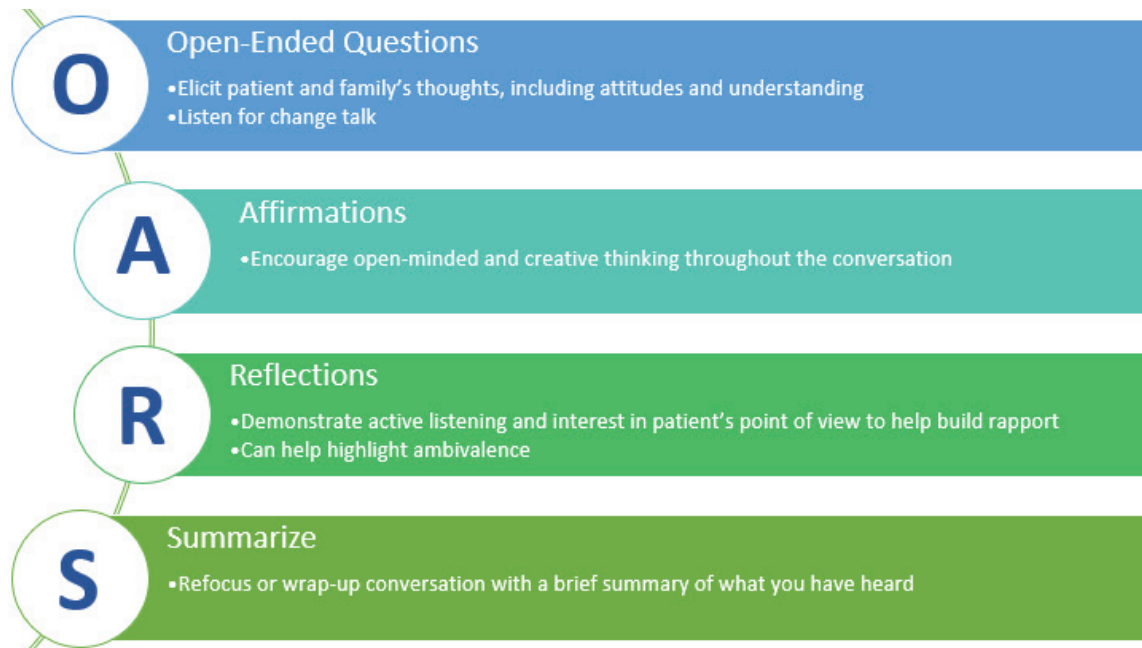 O
Open-Ended Questions
•Elicit patient and family’s thoughts, including attitudes and understanding
•Listen for change talk
A
Affirmations
•Encourage open-minded and creative thinking throughout the conversation
R
Reflections
•Demonstrate active listening and interest in patient’s point of view to help build rapport
•Can help highlight ambivalence
S
Summarize
•Refocus or wrap-up conversation with a brief summary of what you have heard